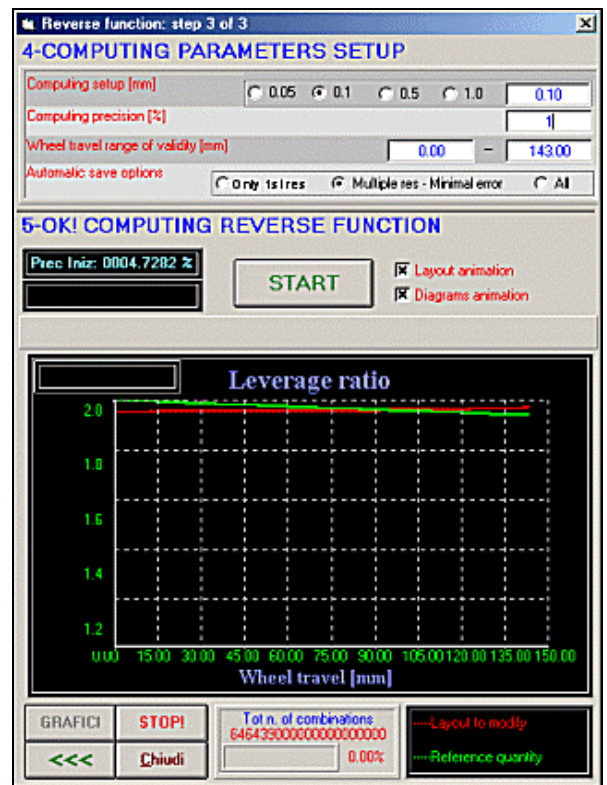 Reverse function: step 3 of 3
4-COMPUTING PARAMETERS SETUP
Computing setup [mm] 0.05 0.1 0.5 1.0 0.10
Computing precision [%] 1
Wheel travel range of validity [mm] 0.00 - 143.00
Automatic save options Only 1st res Multiple res - Minimal error All
5-OK! COMPUTING REVERSE FUNCTION
Prec Iniz: 0004.7282 %
START
Layout animation
Diagrams animation
Leverage ratio
2.0
1.8
1.6
1.4
1.2
0.00 15.00 30.00 45.00 60.00 75.00 90.00 105.00 120.00 135.00 150.00
Wheel travel [mm]
GRAFICI STOP! Tot n. of combinations ----Layout to modify
<<< Chiudi 0.00% ----Reference quantity